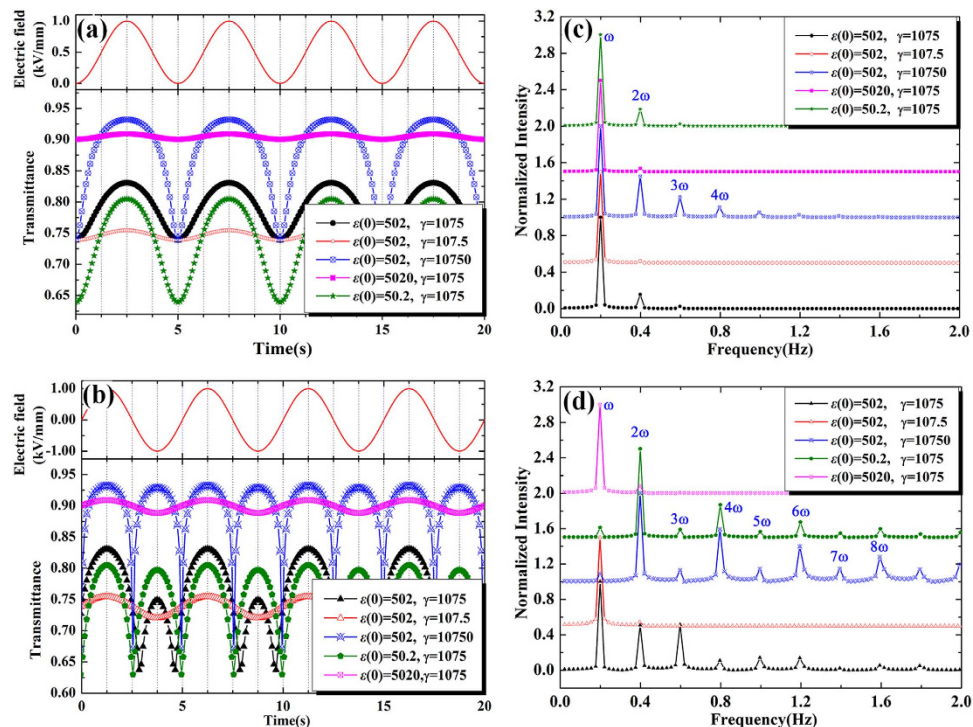 (a)
Electric field
(kV/mm)
1.0
0.5
0.0
Transmittance
0.95
0.90
0.85
0.80
0.75
0.70
0.65
ε(0)=502, γ=1075
ε(0)=502, γ=107.5
ε(0)=502, γ=10750
ε(0)=5020, γ=1075
ε(0)=50.2, γ=1075
0 5 10 15 20
Time(s)
(c)
Normalized Intensity
3.2
2.8
2.4
2.0
1.6
1.2
0.8
0.4
0.0
ω
2ω
3ω
4ω
ε(0)=502, γ=1075
ε(0)=502, γ=107.5
ε(0)=502, γ=10750
ε(0)=5020, γ=1075
ε(0)=50.2, γ=1075
0.0 0.4 0.8 1.2 1.6 2.0
Frequency(Hz)
(b)
Electric field
(kV/mm)
1.00
0.50
0.00
-0.50
-1.00
Transmittance
0.95
0.90
0.85
0.80
0.75
0.70
0.65
0.60
ε(0)=502, γ=1075
ε(0)=502, γ=107.5
ε(0)=502, γ=10750
ε(0)=50.2, γ=1075
ε(0)=5020,γ=1075
0 2 4 6 8 10 12 14 16 18 20
Time(s)
(d)
Normalized Intensity
3.2
2.8
2.4
2.0
1.6
1.2
0.8
0.4
0.0
ω
2ω
3ω
4ω
5ω
6ω
7ω
8ω
ε(0)=502, γ=1075
ε(0)=502, γ=107.5
ε(0)=502, γ=10750
ε(0)=50.2, γ=1075
ε(0)=5020, γ=1075
0.0 0.4 0.8 1.2 1.6 2.0
Frequency(Hz)